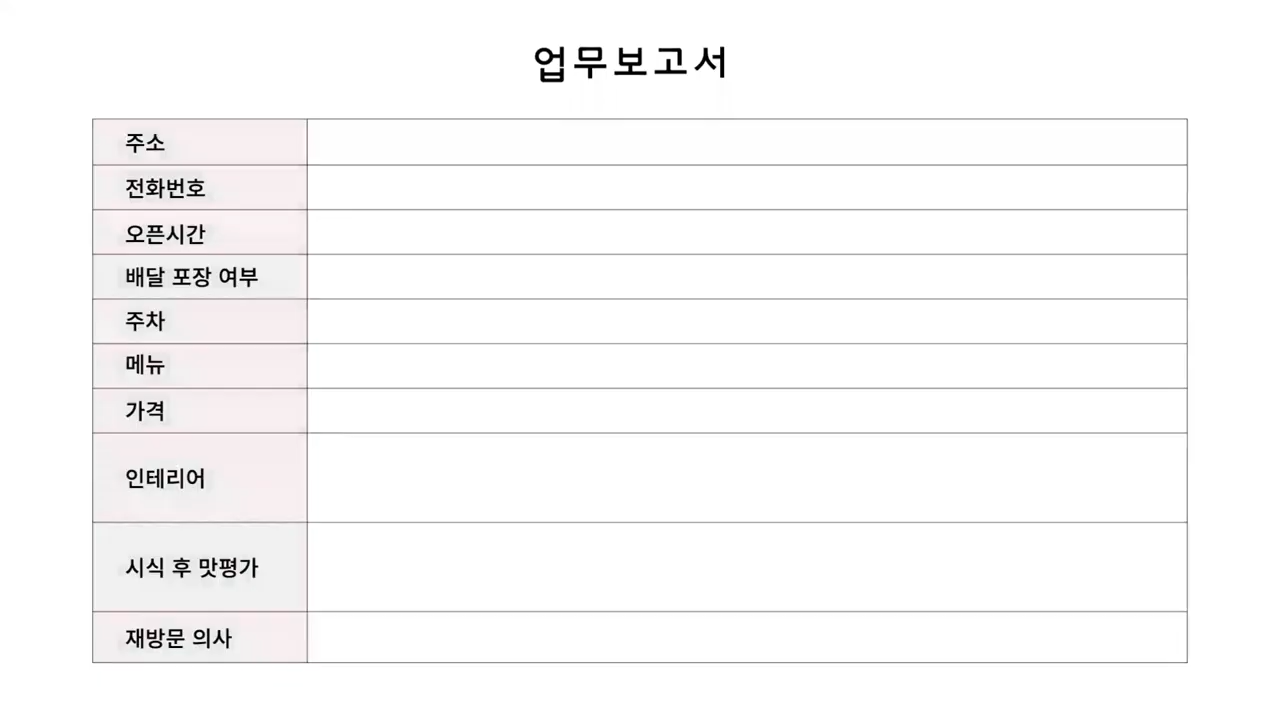 업무보고서
주소
전화번호
오픈시간
배달 포장 여부
주차
메뉴
가격
인테리어
시식 후 맛평가
재방문 의사